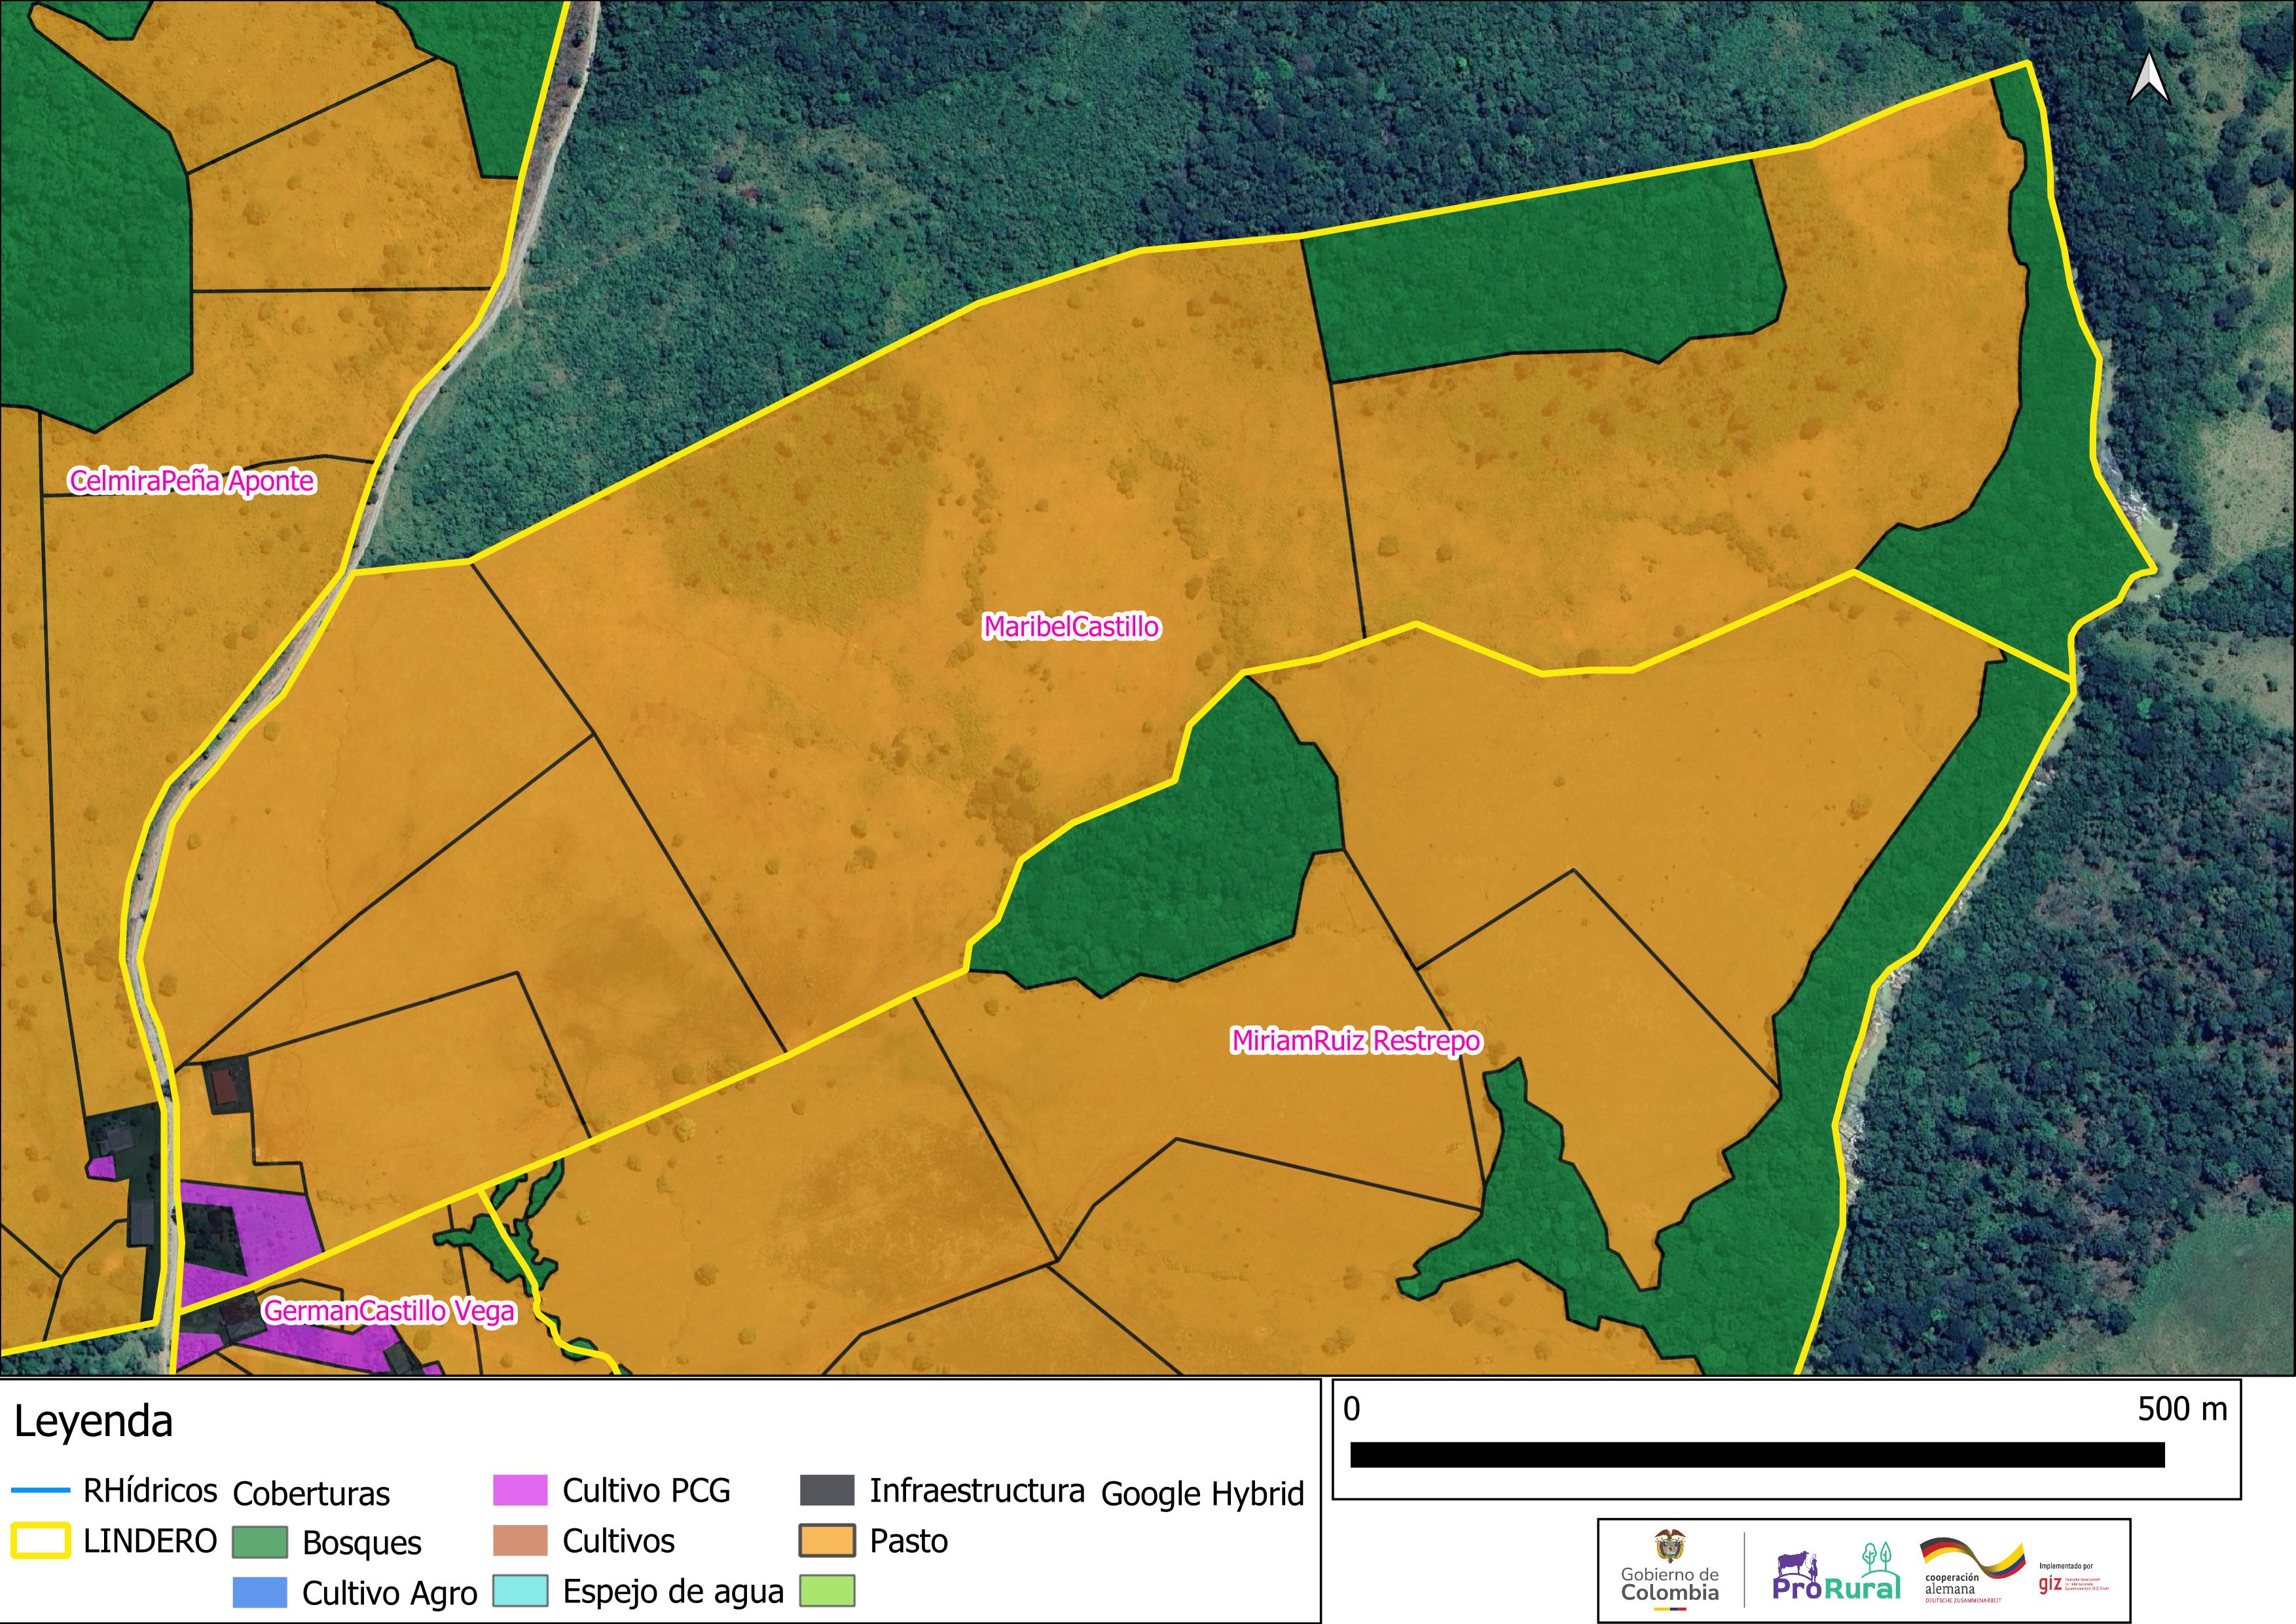 CelmiraPeña Aponte
MaribelCastillo
MiriamRuiz Restrepo
GermanCastillo Vega
Leyenda
RHídricos
LINDERO
Coberturas
Bosques
Cultivo Agro
Cultivo PCG
Cultivos
Espejo de agua
Infraestructura
Pasto
Google Hybrid
0 500 m
Gobierno de
Colombia
ProRural
cooperación
alemana
DEUTSCHE ZUSAMMENARBEIT
Implementado por
giz